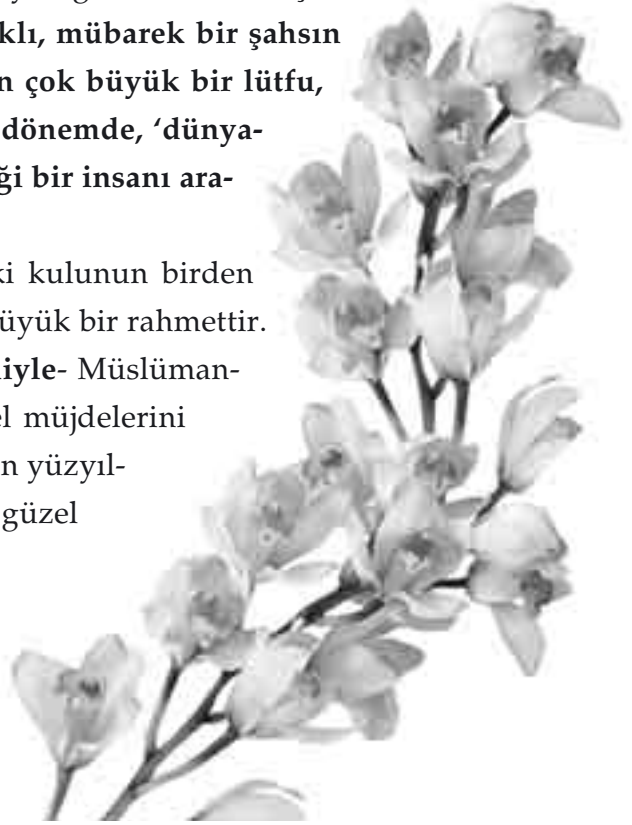 klı, mübarek bir şahsın
n çok büyük bir lütfu,
dönemde, ‘dünya-
ği bir insanı ara-
ki kulunun birden
üyük bir rahmettir.
iyle- Müslüman-
el müjdelerini
n yüzyıl-
güzel